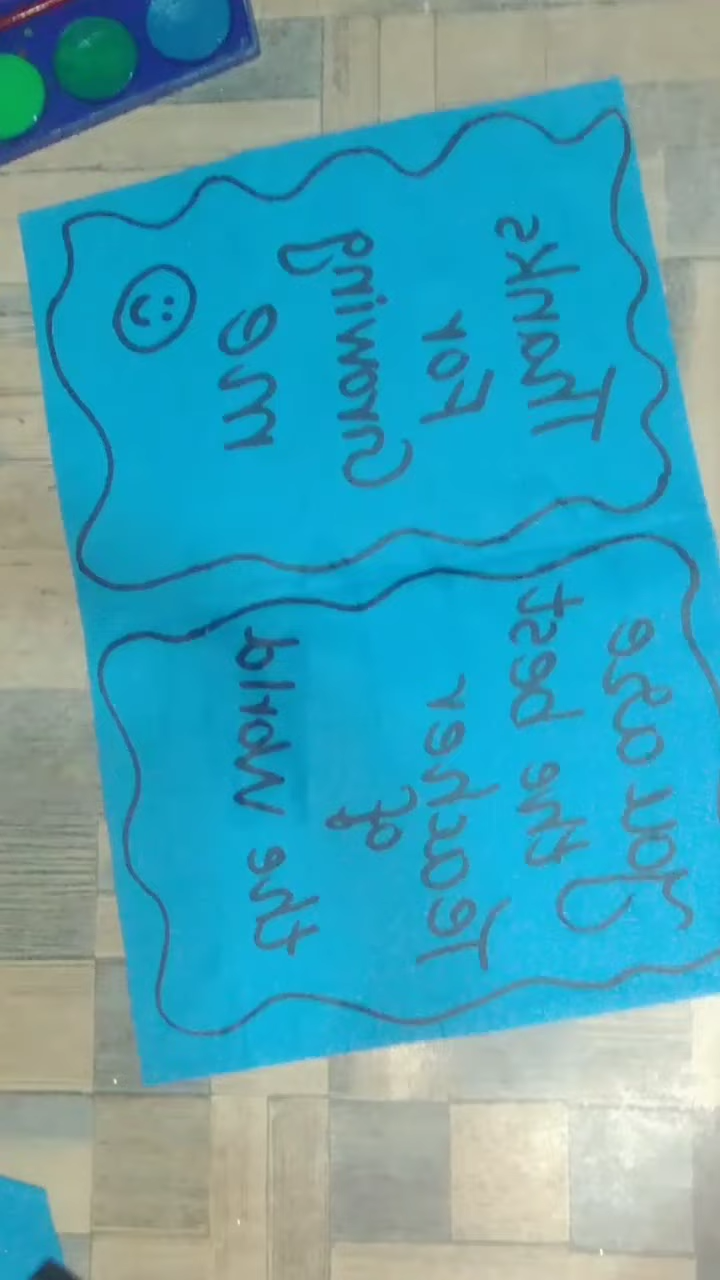 You are
the best
Teacher
of
the world
Thanks
For
Growing
me